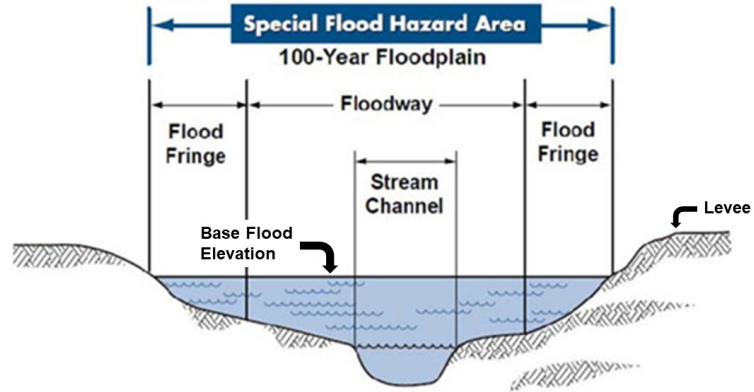 Special Flood Hazard Area
100-Year Floodplain
Floodway
Flood
Fringe
Flood
Fringe
Stream
Channel
Levee
Base Flood
Elevation